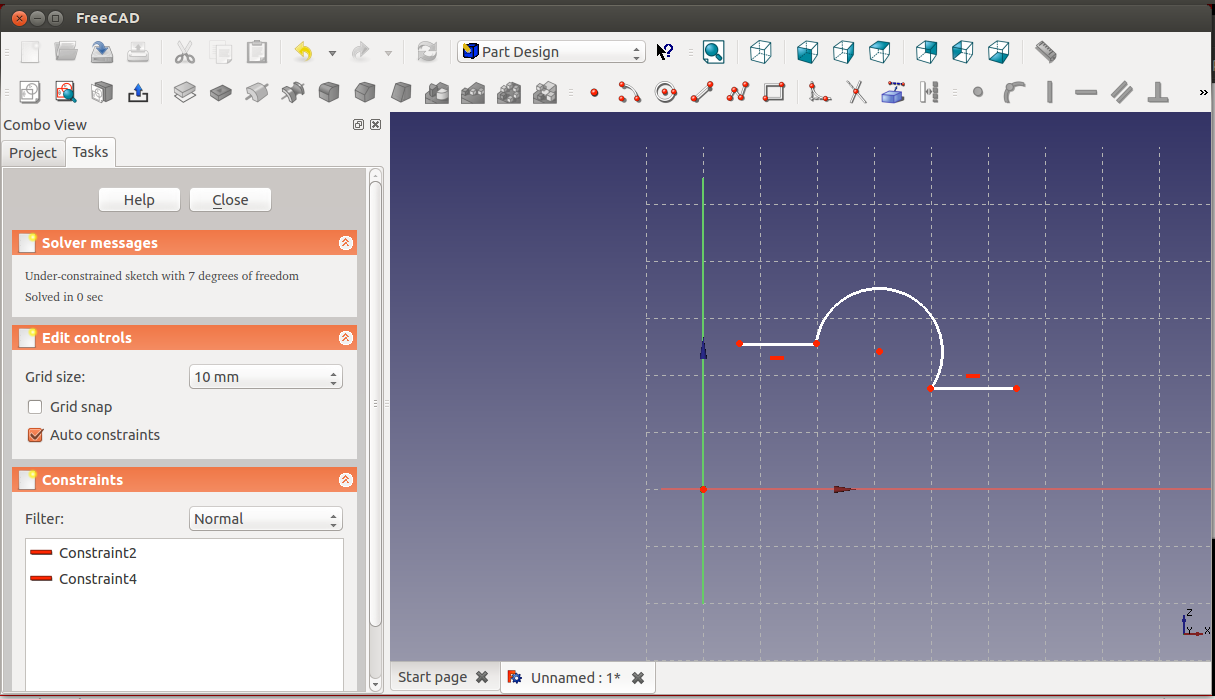 FreeCAD
Part Design
Combo View
Project
Tasks
Help
Close
Solver messages
Under-constrained sketch with 7 degrees of freedom
Solved in 0 sec
Edit controls
Grid size:
10 mm
Grid snap
Auto constraints
Constraints
Filter:
Normal
Constraint2
Constraint4
Z
Y
X
Start page
Unnamed : 1*